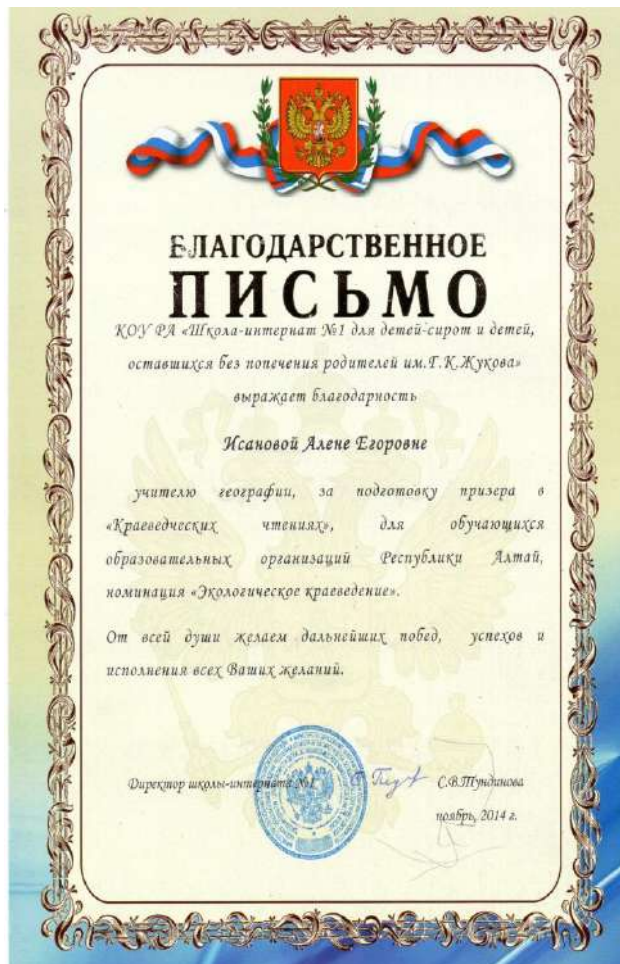 БЛАГОДАРСТВЕННОЕ
ПИСЬМО
КОУ РА «Школа-интернат №1 для детей-сирот и детей,
оставшихся без попечения родителей им.Г.К.Жукова»
выражает благодарность
Исановой Алене Егоровне
учителю географии, за подготовку призера в
«Краеведческих чтениях», для обучающихся
образовательных организаций Республики Алтай,
номинация «Экологическое краеведение».
От всей души желаем дальнейших побед, успехов и
исполнения всех Ваших желаний.
Директор школы-интерната №1 С.В.Тундинова
ноябрь, 2014 г.